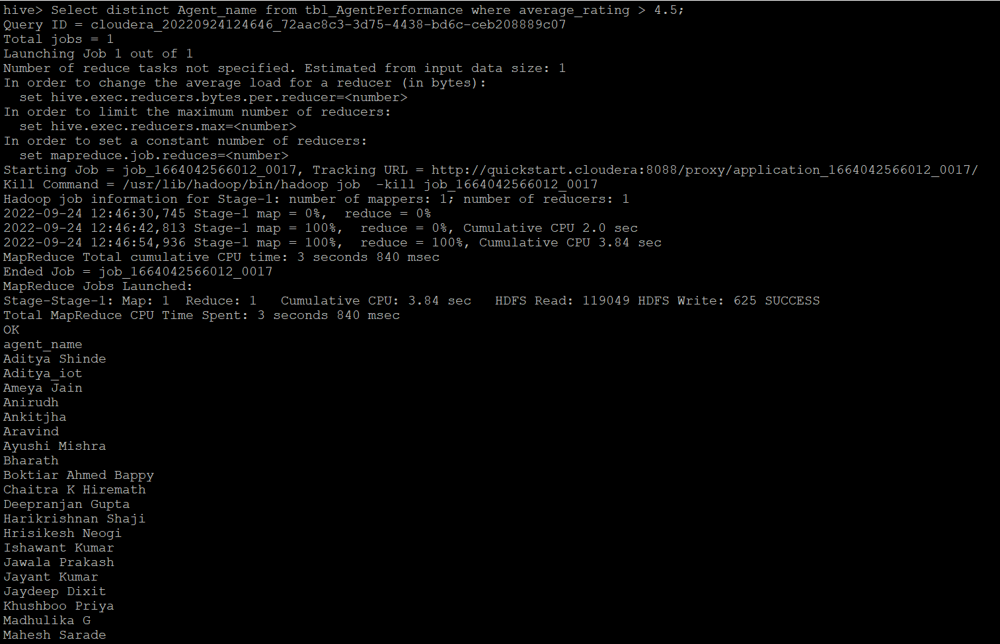 hive> Select distinct Agent_name from tbl_AgentPerformance where average_rating > 4.5;
Query ID = cloudera_20220924124646_72aac8c3-3d75-4438-bd6c-ceb208889c07
Total jobs = 1
Launching Job 1 out of 1
Number of reduce tasks not specified. Estimated from input data size: 1
In order to change the average load for a reducer (in bytes):
  set hive.exec.reducers.bytes.per.reducer=<number>
In order to limit the maximum number of reducers:
  set hive.exec.reducers.max=<number>
In order to set a constant number of reducers:
  set mapreduce.job.reduces=<number>
Starting Job = job_1664042566012_0017, Tracking URL = http://quickstart.cloudera:8088/proxy/application_1664042566012_0017/
Kill Command = /usr/lib/hadoop/bin/hadoop job  -kill job_1664042566012_0017
Hadoop job information for Stage-1: number of mappers: 1; number of reducers: 1
2022-09-24 12:46:30,745 Stage-1 map = 0%,  reduce = 0%
2022-09-24 12:46:42,813 Stage-1 map = 100%,  reduce = 0%, Cumulative CPU 2.0 sec
2022-09-24 12:46:54,936 Stage-1 map = 100%,  reduce = 100%, Cumulative CPU 3.84 sec
MapReduce Total cumulative CPU time: 3 seconds 840 msec
Ended Job = job_1664042566012_0017
MapReduce Jobs Launched:
Stage-Stage-1: Map: 1  Reduce: 1   Cumulative CPU: 3.84 sec   HDFS Read: 119049 HDFS Write: 625 SUCCESS
Total MapReduce CPU Time Spent: 3 seconds 840 msec
OK
agent_name
Aditya Shinde
Aditya_iot
Ameya Jain
Anirudh
Ankitjha
Aravind
Ayushi Mishra
Bharath
Boktiar Ahmed Bappy
Chaitra K Hiremath
Deepranjan Gupta
Harikrishnan Shaji
Hrisikesh Neogi
Ishawant Kumar
Jawala Prakash
Jayant Kumar
Jaydeep Dixit
Khushboo Priya
Madhulika G
Mahesh Sarade